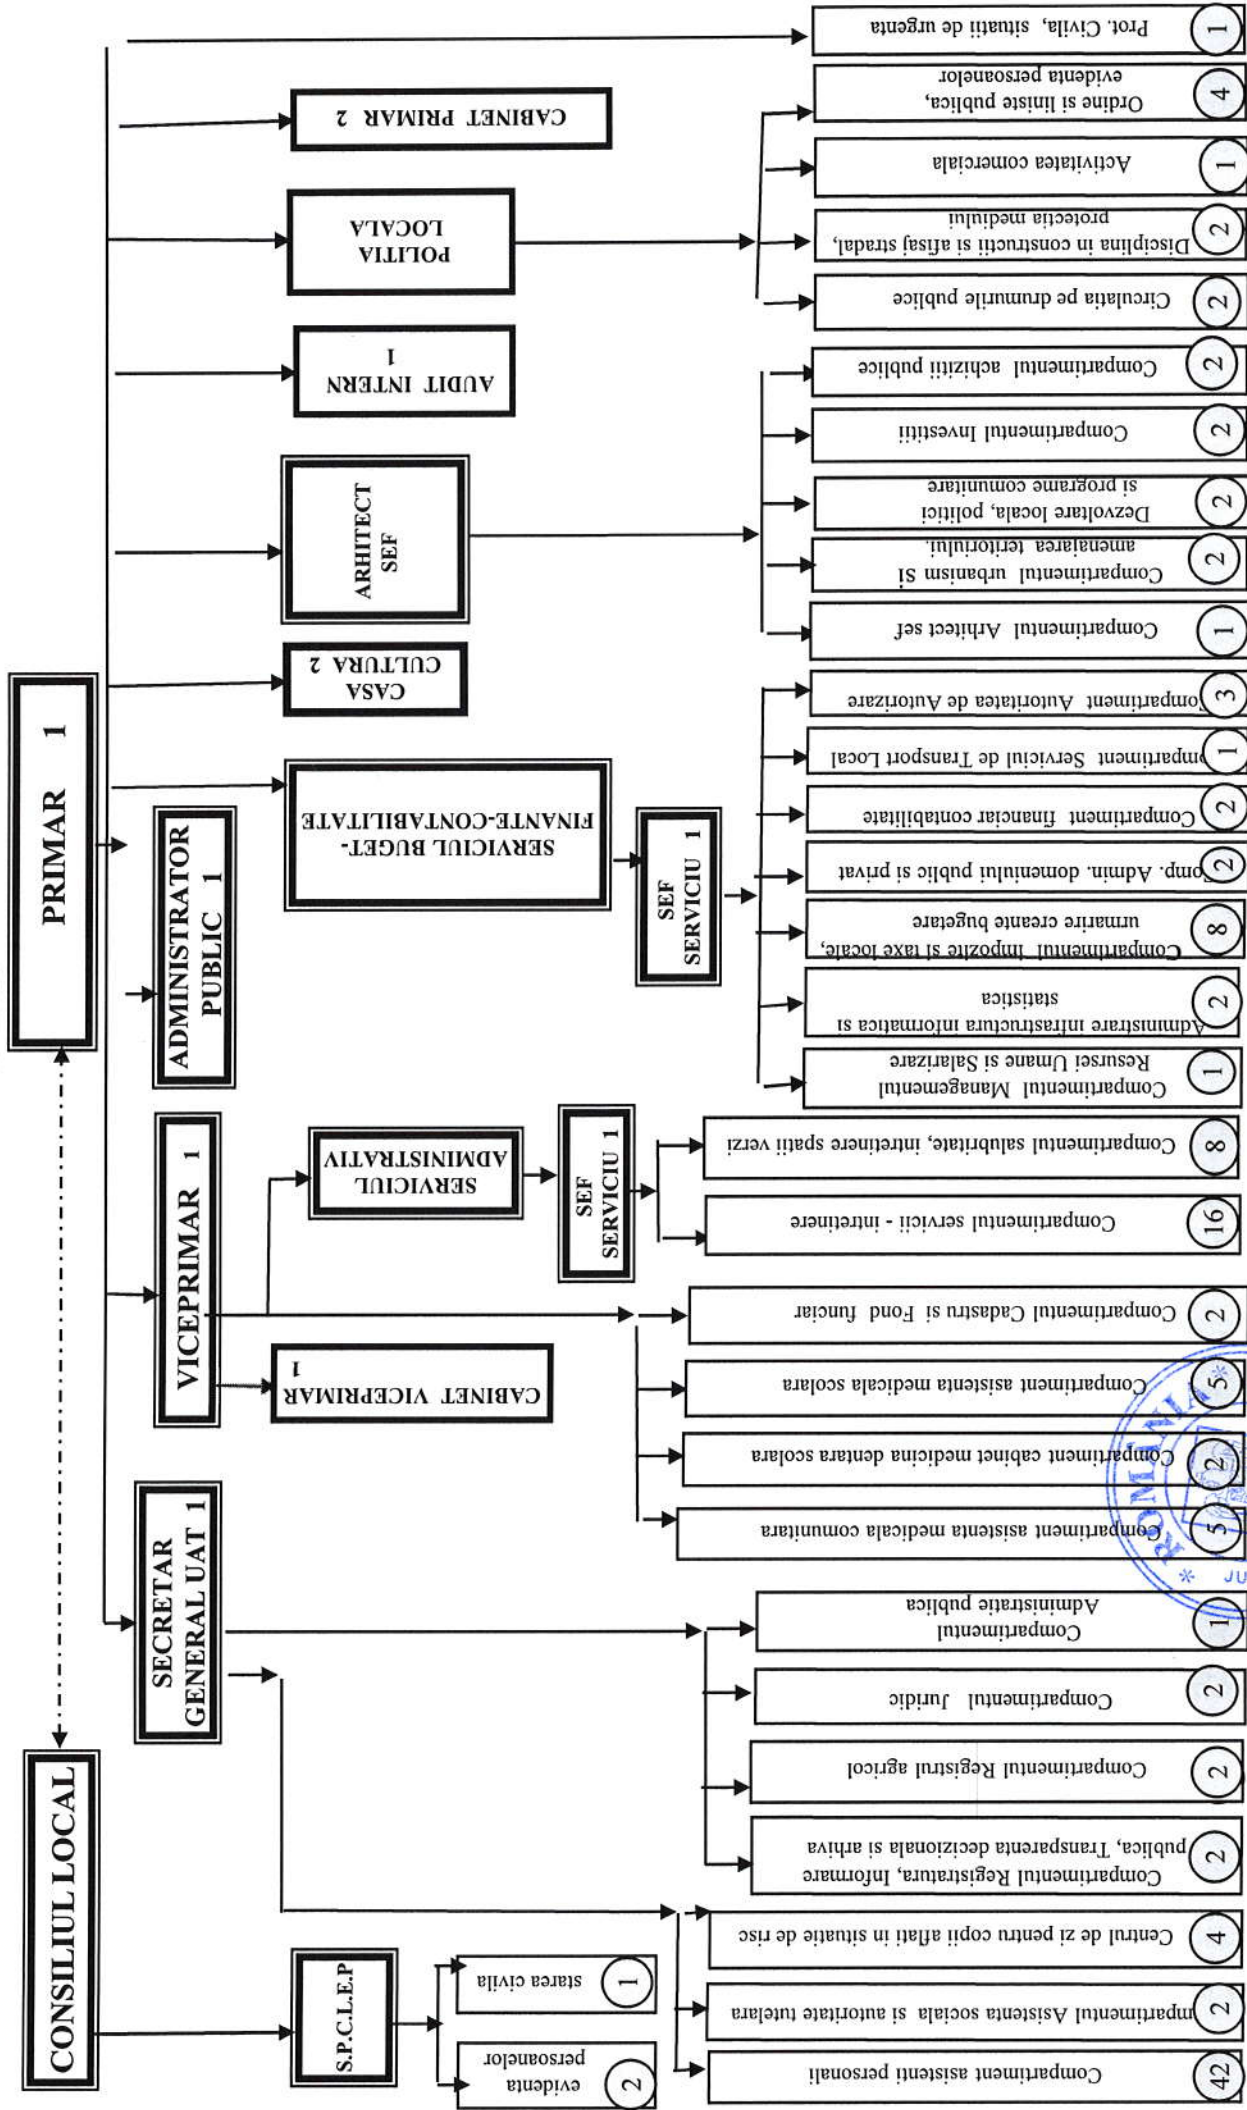 CONSILIUL LOCAL
PRIMAR 1
SECRETAR
GENERAL UAT 1
VICEPRIMAR 1
ADMINISTRATOR
PUBLIC 1
S.P.C.L.E.P
CABINET VICEPRIMAR
1
SERVICIUL
ADMINISTRATIV
SEF
SERVICIU 1
SERVICIUL BUGET-
FINANTE-CONTABILITATE
SEF
SERVICIU 1
CASA
CULTURA 2
ARHITECT
SEF
AUDIT INTERN
1
POLITIA
LOCALA
CABINET PRIMAR 2
evidenta
persoanelor
2
starea civila
1
Compartiment asistenti personali
42
mpartimentul Asistenta sociala si autoritate tutelara
2
Centrul de zi pentru copii aflati in situatie de risc
4
Compartimentul Registratura, Informare
publica, Transparenta decizionala si arhiva
2
Compartimentul Registrul agricol
2
Compartimentul Juridic
2
Compartimentul
Administratie publica
1
Compartiment asistenta medicala comunitara
5
Compartiment cabinet medicina dentara scolara
2
Compartiment asistenta medicala scolara
5
Compartimentul Cadastru si Fond funciar
2
Compartimentul servicii - intretinere
16
Compartimentul salubritate, intretinere spatii verzi
8
Compartimentul Managementul
Resursei Umane si Salarizare
1
Administrare infrastructura informatica si
statistica
2
Compartimentul impozite si taxe locale,
urmarire creante bugetare
8
omp. Admin. domeniului public si privat
2
Compartiment financiar contabilitate
2
mpartiment Serviciul de Transport Local
1
ompartiment Autoritatea de Autorizare
3
Compartimentul Arhitect sef
1
Compartimentul urbanism Si
amenajarea teritoriului.
2
Dezvoltare locala, politici
si programe comunitare
2
Compartimentul Investitii
2
Compartimentul achizitii publice
2
Circulatia pe drumurile publice
2
Disciplina in constructii si afisaj stradal,
protectia mediului
2
Activitatea comerciala
1
Ordine si liniste publica,
evidenta persoanelor
4
Prot. Civila, situatii de urgenta
1
* ROMÂNIA *
JU